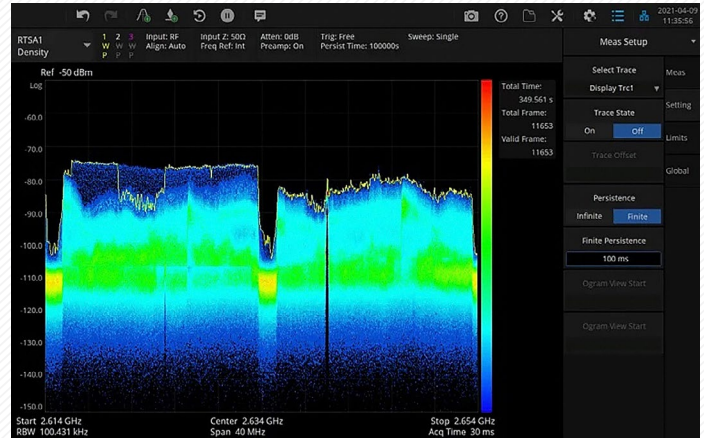 2021-04-09
11:35:56
RTSA1
Density
1 2 3
W W W
P P P
Input: RF
Align: Auto
Input Z: 50Ω
Freq Ref: Int
Atten: 0dB
Preamp: On
Trig: Free
Persist Time: 100000s
Sweep: Single
Ref -50 dBm
Log
-60.0
-70.0
-80.0
-90.0
-100.0
-110.0
-120.0
-130.0
-140.0
-150.0
Total Time:
349.561 s
Total Frame:
11653
Valid Frame:
11653
Start 2.614 GHz
RBW 100.431 kHz
Center 2.634 GHz
Span 40 MHz
Stop 2.654 GHz
Acq Time 30 ms
Meas Setup
Select Trace
Display Trc1
Trace State
On Off
Trace Offset
Persistence
Infinite Finite
Finite Persistence
100 ms
Ogram View Start
Ogram View Start
Meas
Setting
Limits
Global